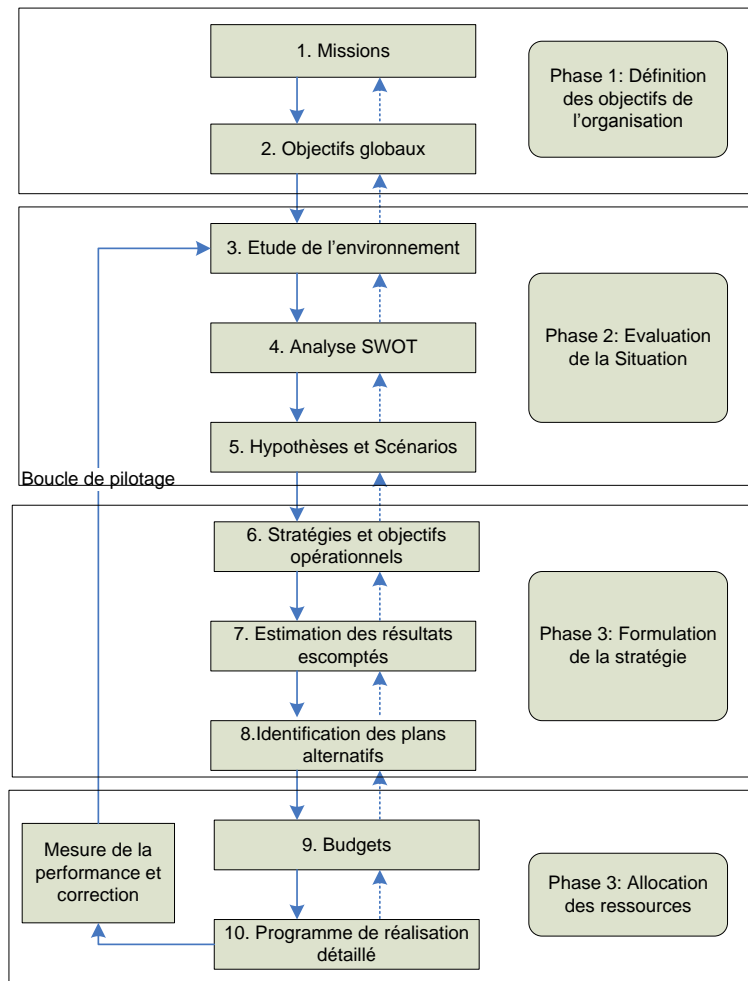 1. Missions
2. Objectifs globaux
Phase 1: Définition
des objectifs de
l'organisation
3. Etude de l'environnement
4. Analyse SWOT
5. Hypothèses et Scénarios
Phase 2: Evaluation
de la Situation
Boucle de pilotage
6. Stratégies et objectifs
opérationnels
7. Estimation des résultats
escomptés
8.Identification des plans
alternatifs
Phase 3: Formulation
de la stratégie
9. Budgets
10. Programme de réalisation
détaillé
Mesure de la
performance et
correction
Phase 3: Allocation
des ressources